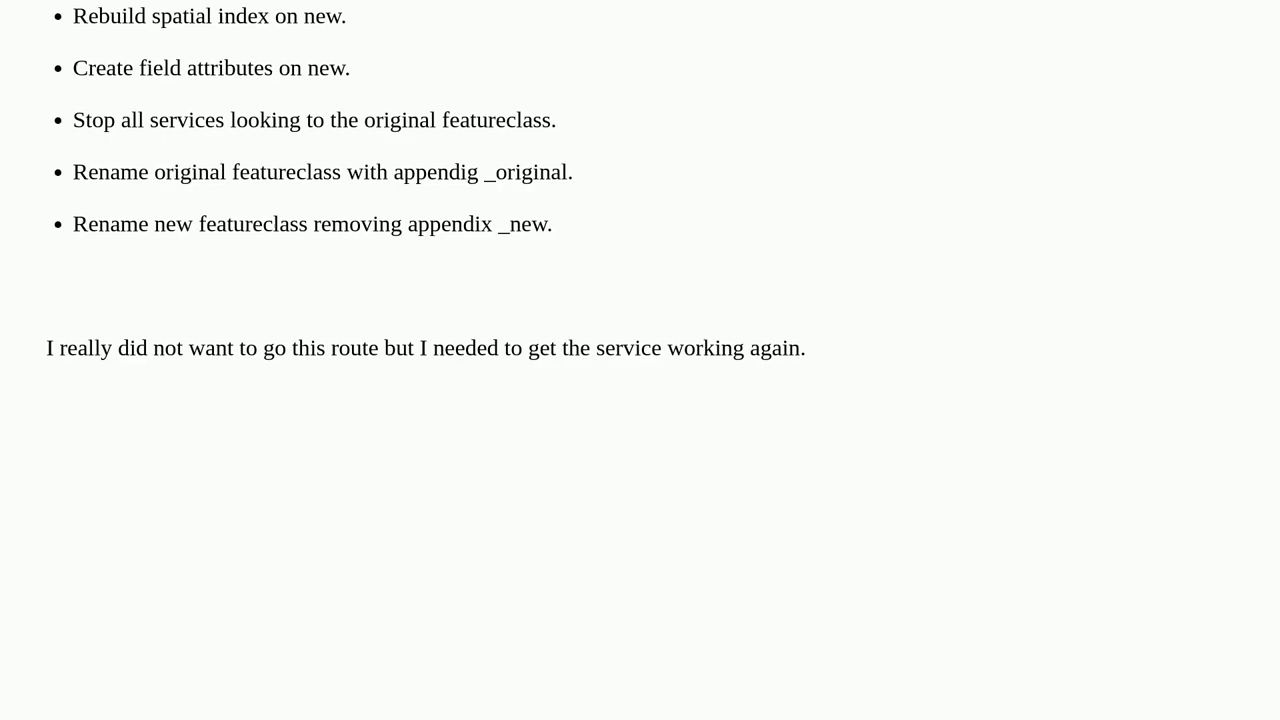 • Rebuild spatial index on new.
• Create field attributes on new.
• Stop all services looking to the original featureclass.
• Rename original featureclass with appendig _original.
• Rename new featureclass removing appendix _new.
I really did not want to go this route but I needed to get the service working again.